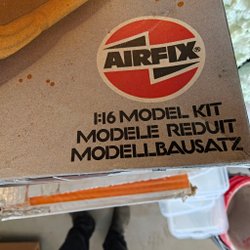 AIRFIX®
1:16 MODEL KIT
MODELE REDUIT
MODELLBAUSATZ